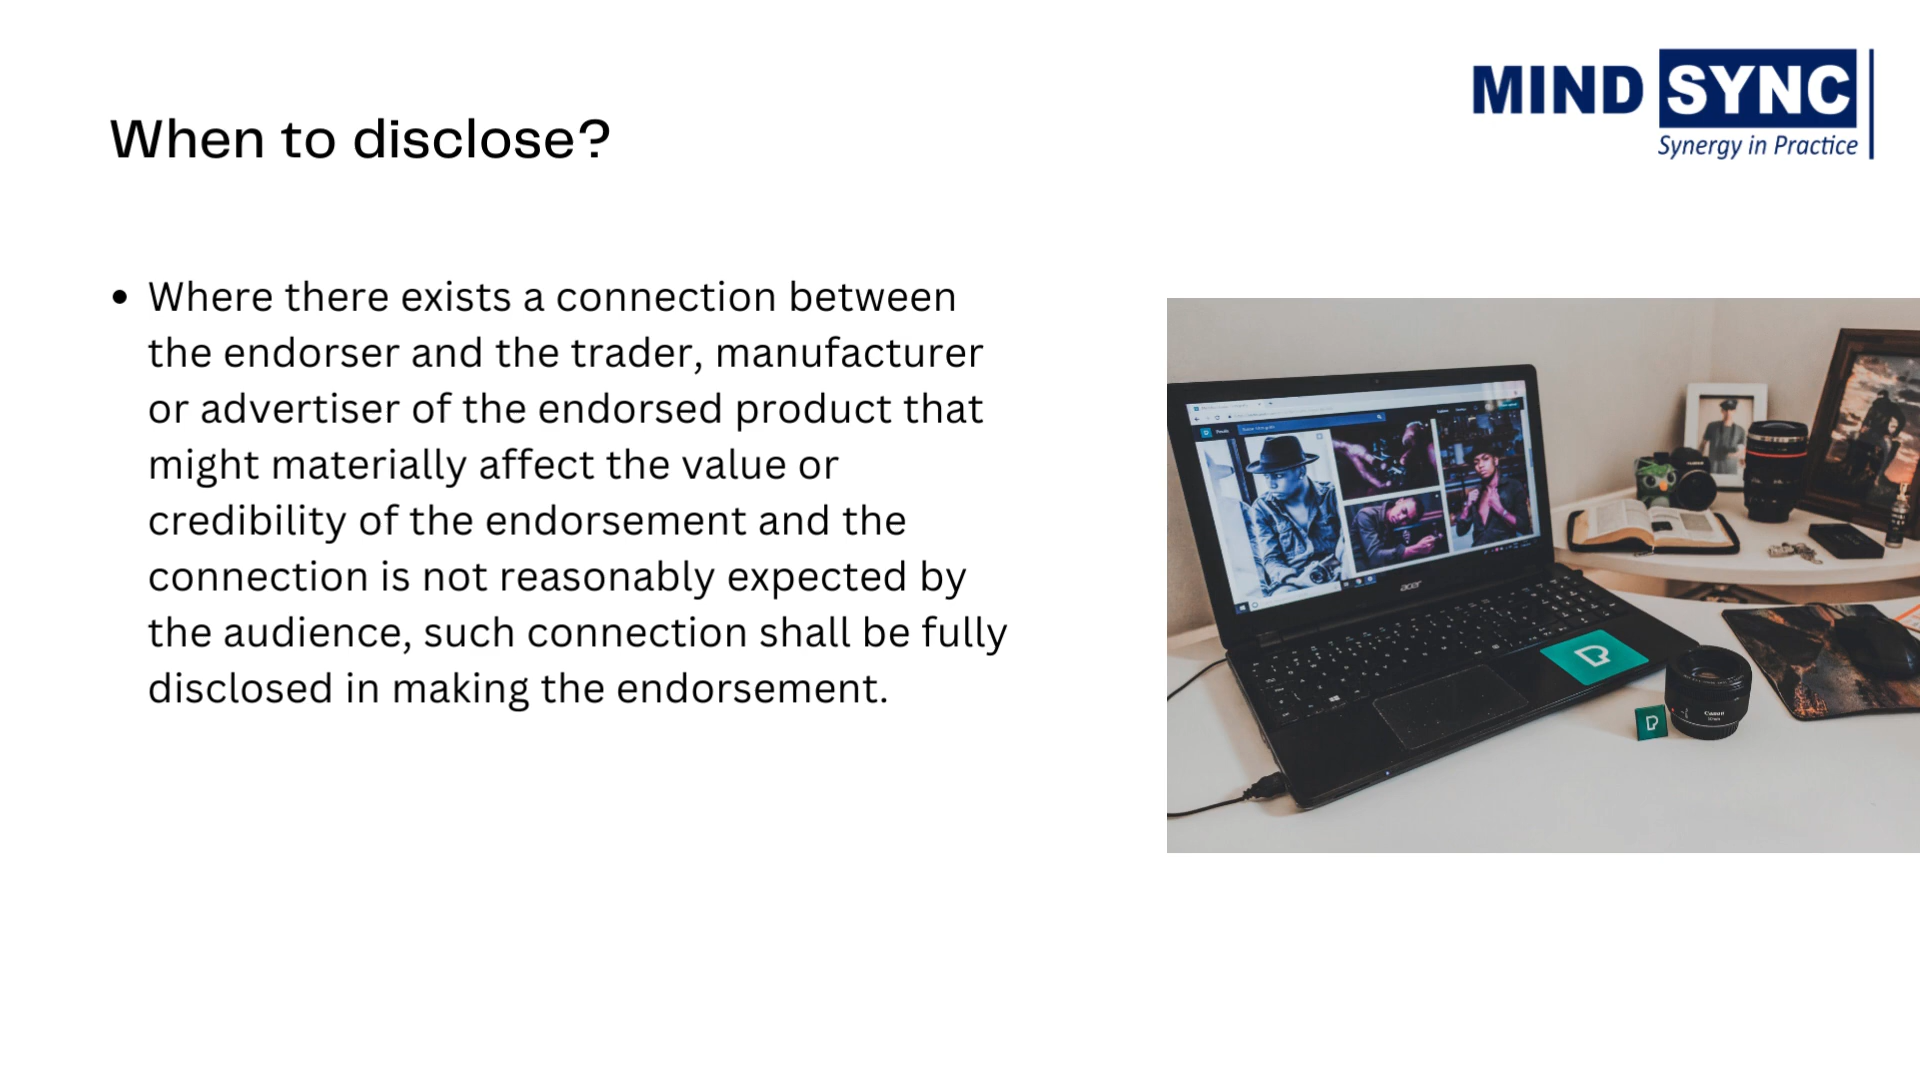 MIND SYNC
Synergy in Practice
When to disclose?
• Where there exists a connection between
the endorser and the trader, manufacturer
or advertiser of the endorsed product that
might materially affect the value or
credibility of the endorsement and the
connection is not reasonably expected by
the audience, such connection shall be fully
disclosed in making the endorsement.
acer
Canon